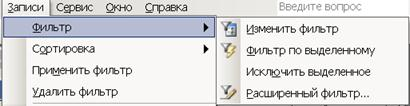 Записи Сервис Окно Справка Введите вопрос
Фильтр
Сортировка
Применить фильтр
Удалить фильтр
Изменить фильтр
Фильтр по выделенному
Исключить выделенное
Расширенный фильтр...